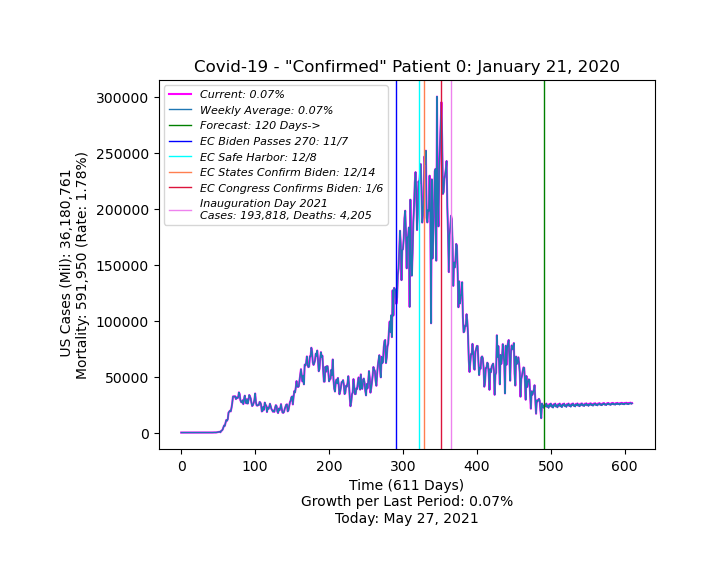 Covid-19 - "Confirmed" Patient 0: January 21, 2020
Current: 0.07%
Weekly Average: 0.07%
Forecast: 120 Days->
EC Biden Passes 270: 11/7
EC Safe Harbor: 12/8
EC States Confirm Biden: 12/14
EC Congress Confirms Biden: 1/6
Inauguration Day 2021
Cases: 193,818, Deaths: 4,205
US Cases (Mil): 36,180,761
Mortality: 591,950 (Rate: 1.78%)
300000
250000
200000
150000
100000
50000
0
0 100 200 300 400 500 600
Time (611 Days)
Growth per Last Period: 0.07%
Today: May 27, 2021